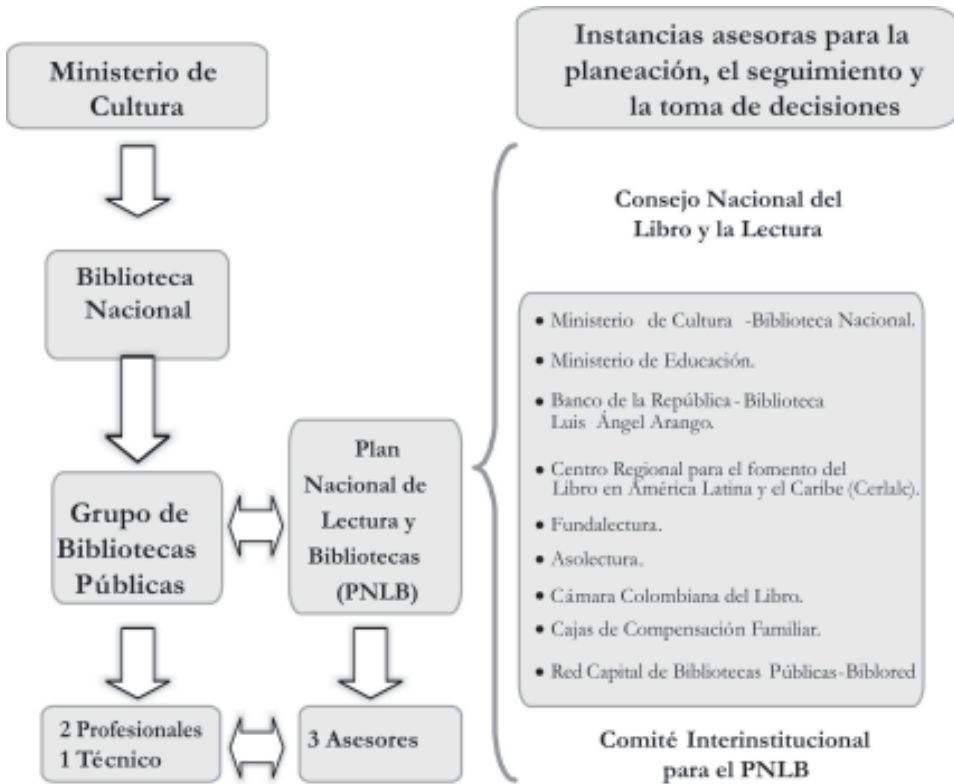 Ministerio de
Cultura
Biblioteca
Nacional
Grupo de
Bibliotecas
Públicas
Plan
Nacional de
Lectura y
Bibliotecas
(PNLB)
2 Profesionales
1 Técnico
3 Asesores
Instancias asesoras para la
planeación, el seguimiento y
la toma de decisiones
Consejo Nacional del
Libro y la Lectura
• Ministerio de Cultura -Biblioteca Nacional.
• Ministerio de Educación.
• Banco de la República-Biblioteca
Luis Ángel Arango.
• Centro Regional para el fomento del
Libro en América Latina y el Caribe (Cerlalc).
• Fundalectura.
• Asolectura.
• Cámara Colombiana del Libro.
• Cajas de Compensación Familiar.
• Red Capital de Bibliotecas Públicas-Biblored
Comité Interinstitucional
para el PNLB